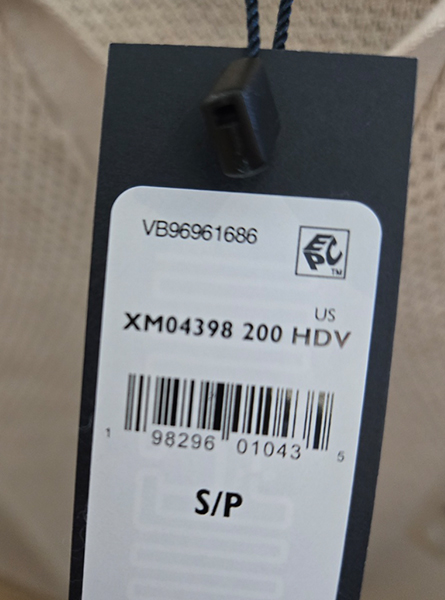 VB96961686
EPC
TM
US
XM04398 200 HDV
1 98296 01043 5
S/P